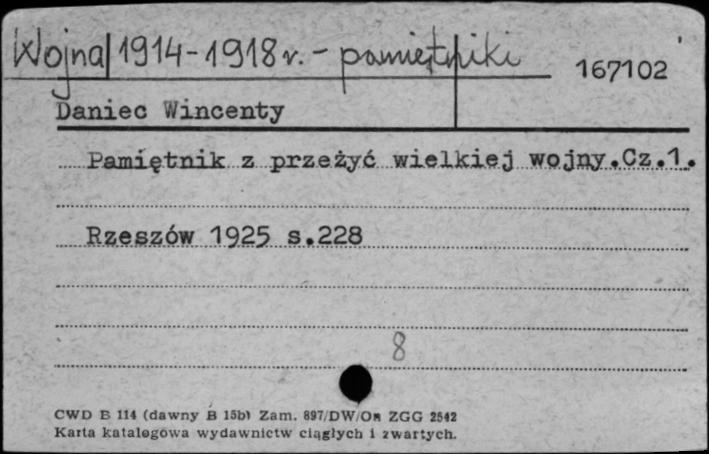 Wojna 1914-1918 r. - pamiętniki
167102
Daniec Wincenty
Pamiętnik z przeżyć wielkiej wojny.Cz.1.
Rzeszów 1925 s.228
8
CWD B 114 (dawny B 15b) Zam. 897/DW/Om ZGG 2542
Karta katalogowa wydawnictw ciągłych i zwartych.